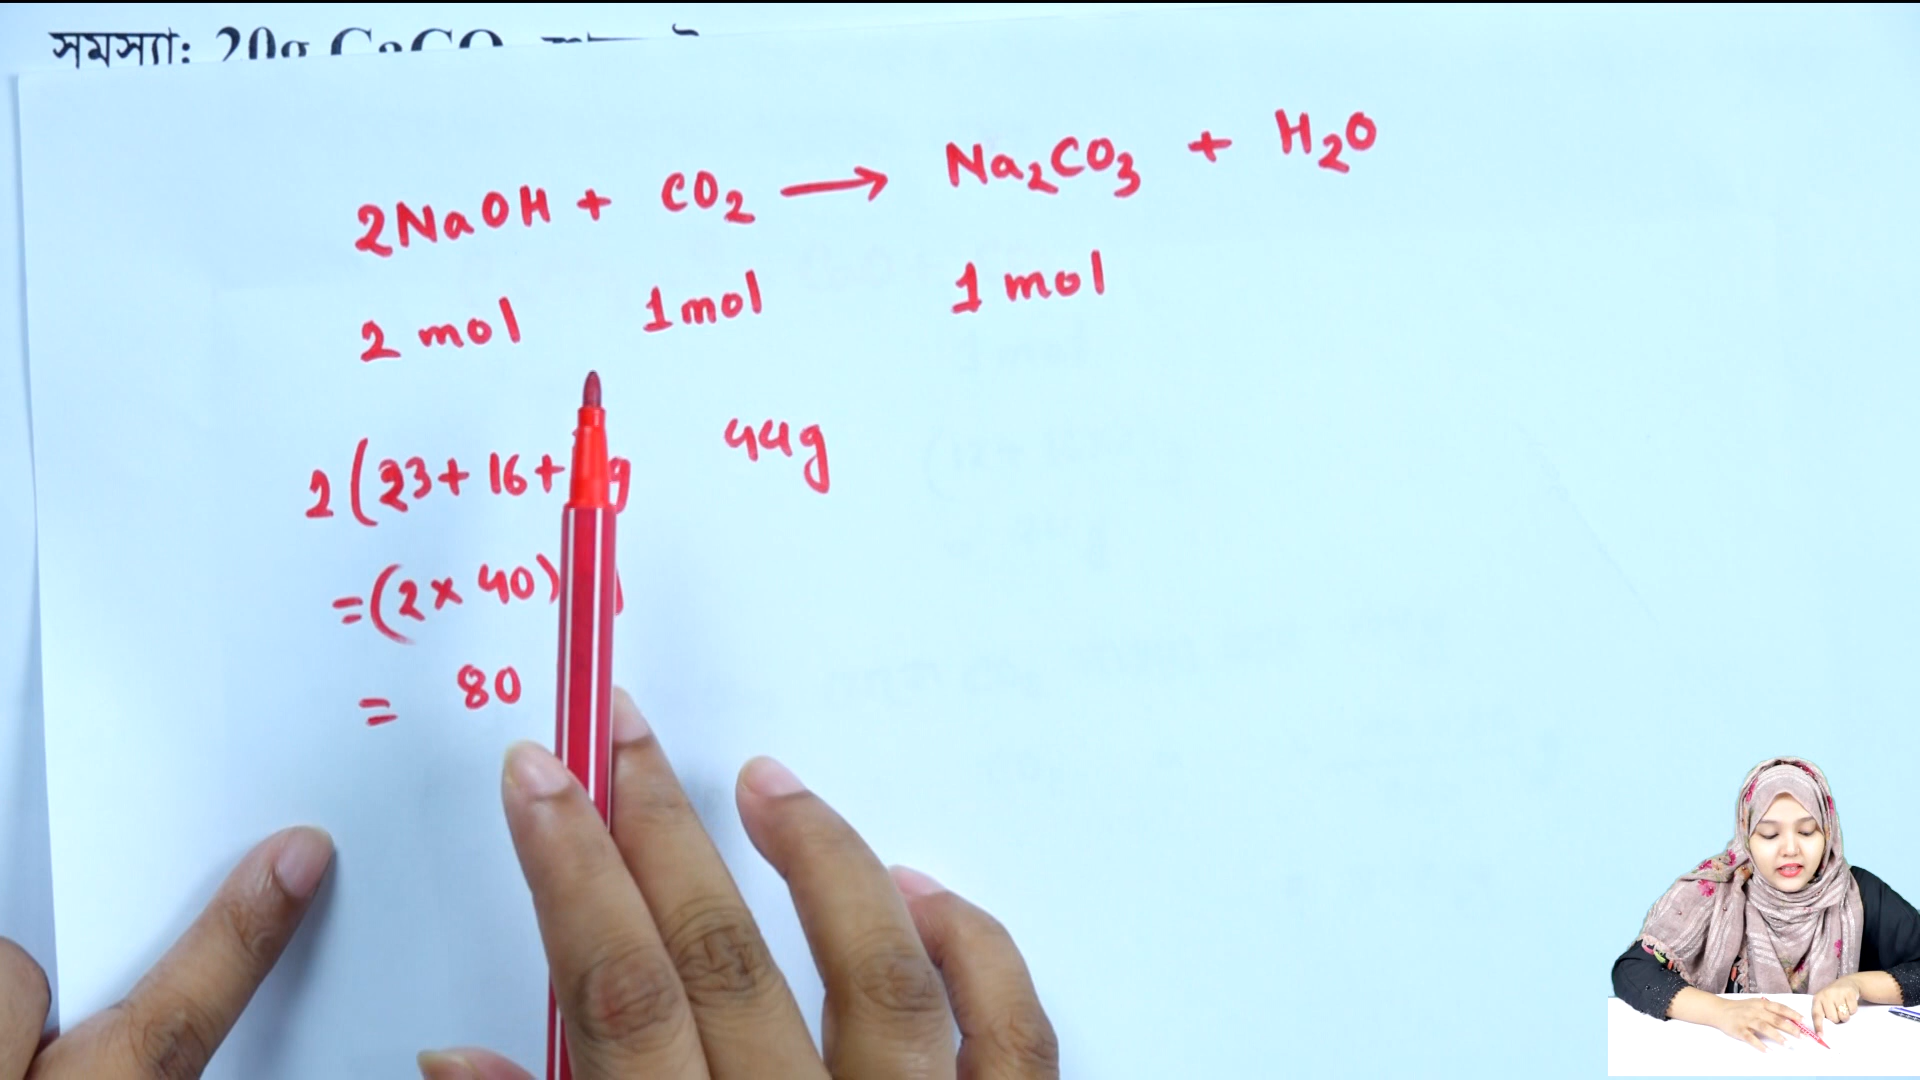 সমস্যা: 20g CaCO
2NaOH + CO₂ ⟶ Na₂CO₃ + H₂O
2 mol 1 mol 1 mol
2 (23 + 16 + g 44g
= (2 × 40)
= 80